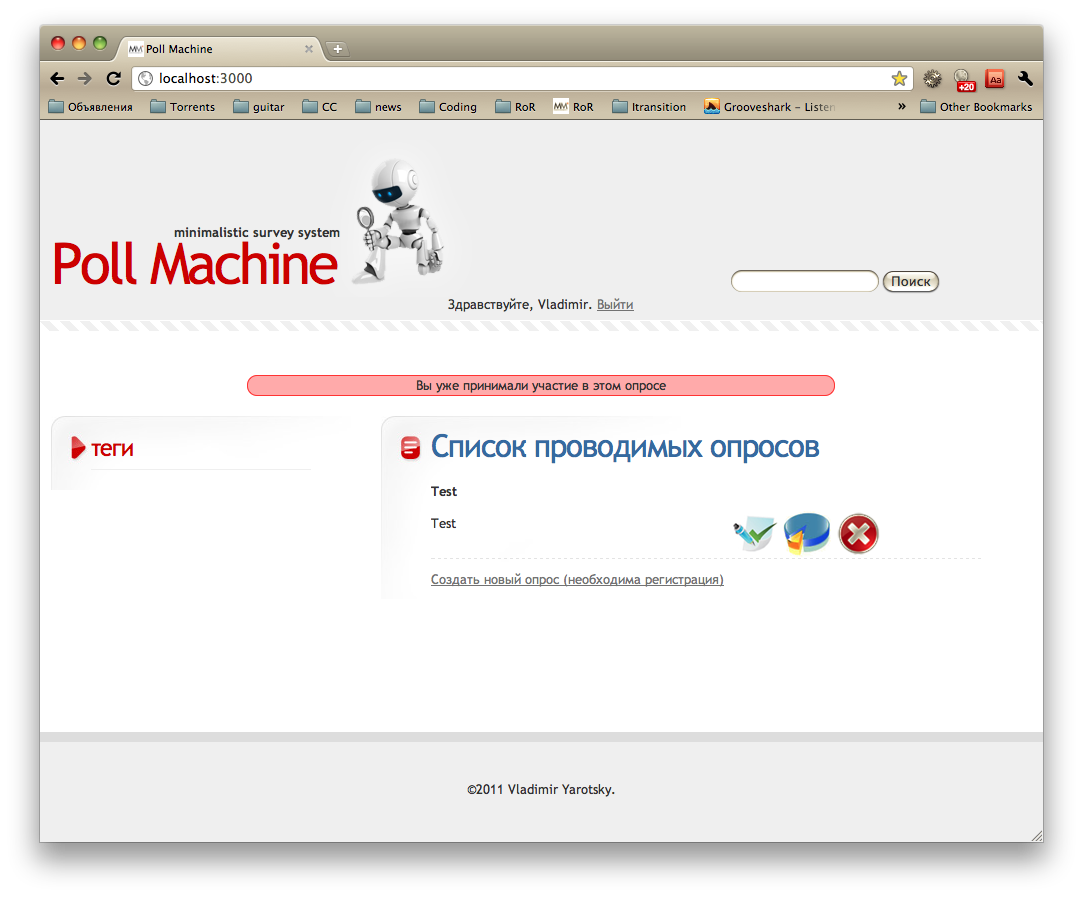 Poll Machine
localhost:3000
+20
Aa
Объявления Torrents guitar CC news Coding RoR RoR Itransition Grooveshark – Listen » Other Bookmarks
minimalistic survey system
Poll Machine
Поиск
Здравствуйте, Vladimir. Выйти
Вы уже принимали участие в этом опросе
теги
Список проводимых опросов
Test
Test
Создать новый опрос (необходима регистрация)
©2011 Vladimir Yarotsky.